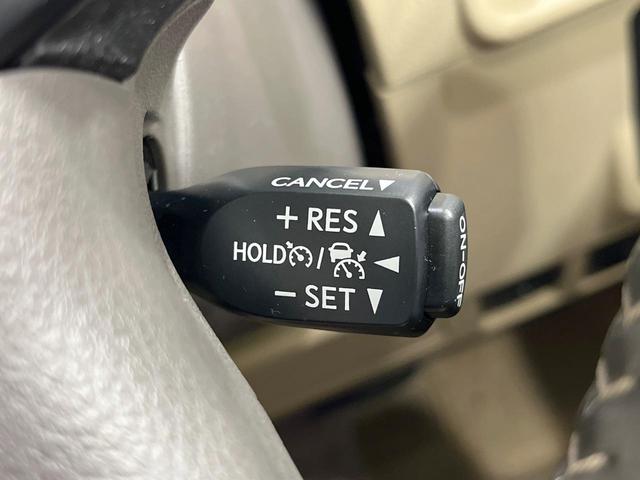 CANCEL▼
+ RES ▲
HOLD / ◀
− SET ▼
ON-OFF